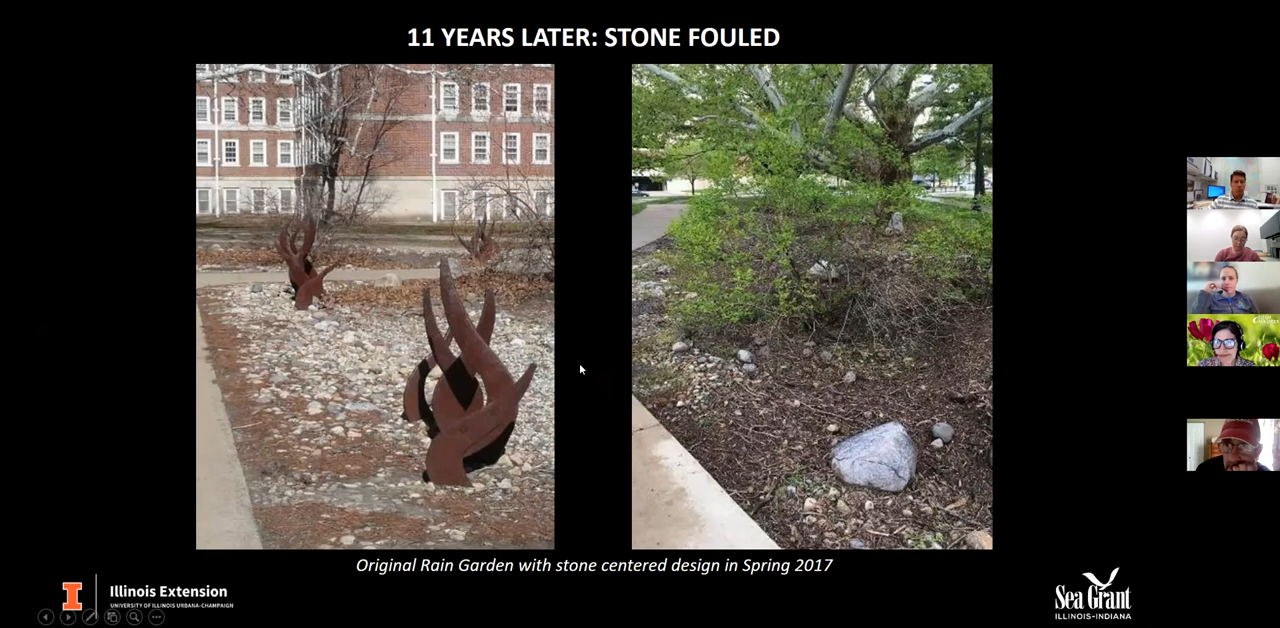 11 YEARS LATER: STONE FOULED
Original Rain Garden with stone centered design in Spring 2017
I
Illinois Extension
UNIVERSITY OF ILLINOIS URBANA-CHAMPAIGN
Sea Grant
ILLINOIS-INDIANA